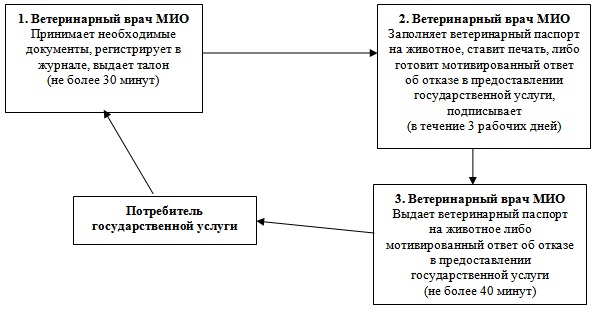 1. Ветеринарный врач МИО
Принимает необходимые
документы, регистрирует в
журнале, выдает талон
(не более 30 минут)
2. Ветеринарный врач МИО
Заполняет ветеринарный паспорт
на животное, ставит печать, либо
готовит мотивированный ответ
об отказе в предоставлении
государственной услуги,
подписывает
(в течение 3 рабочих дней)
3. Ветеринарный врач МИО
Выдает ветеринарный паспорт
на животное либо
мотивированный ответ об отказе
в предоставлении
государственной услуги
(не более 40 минут)
Потребитель
государственной услуги